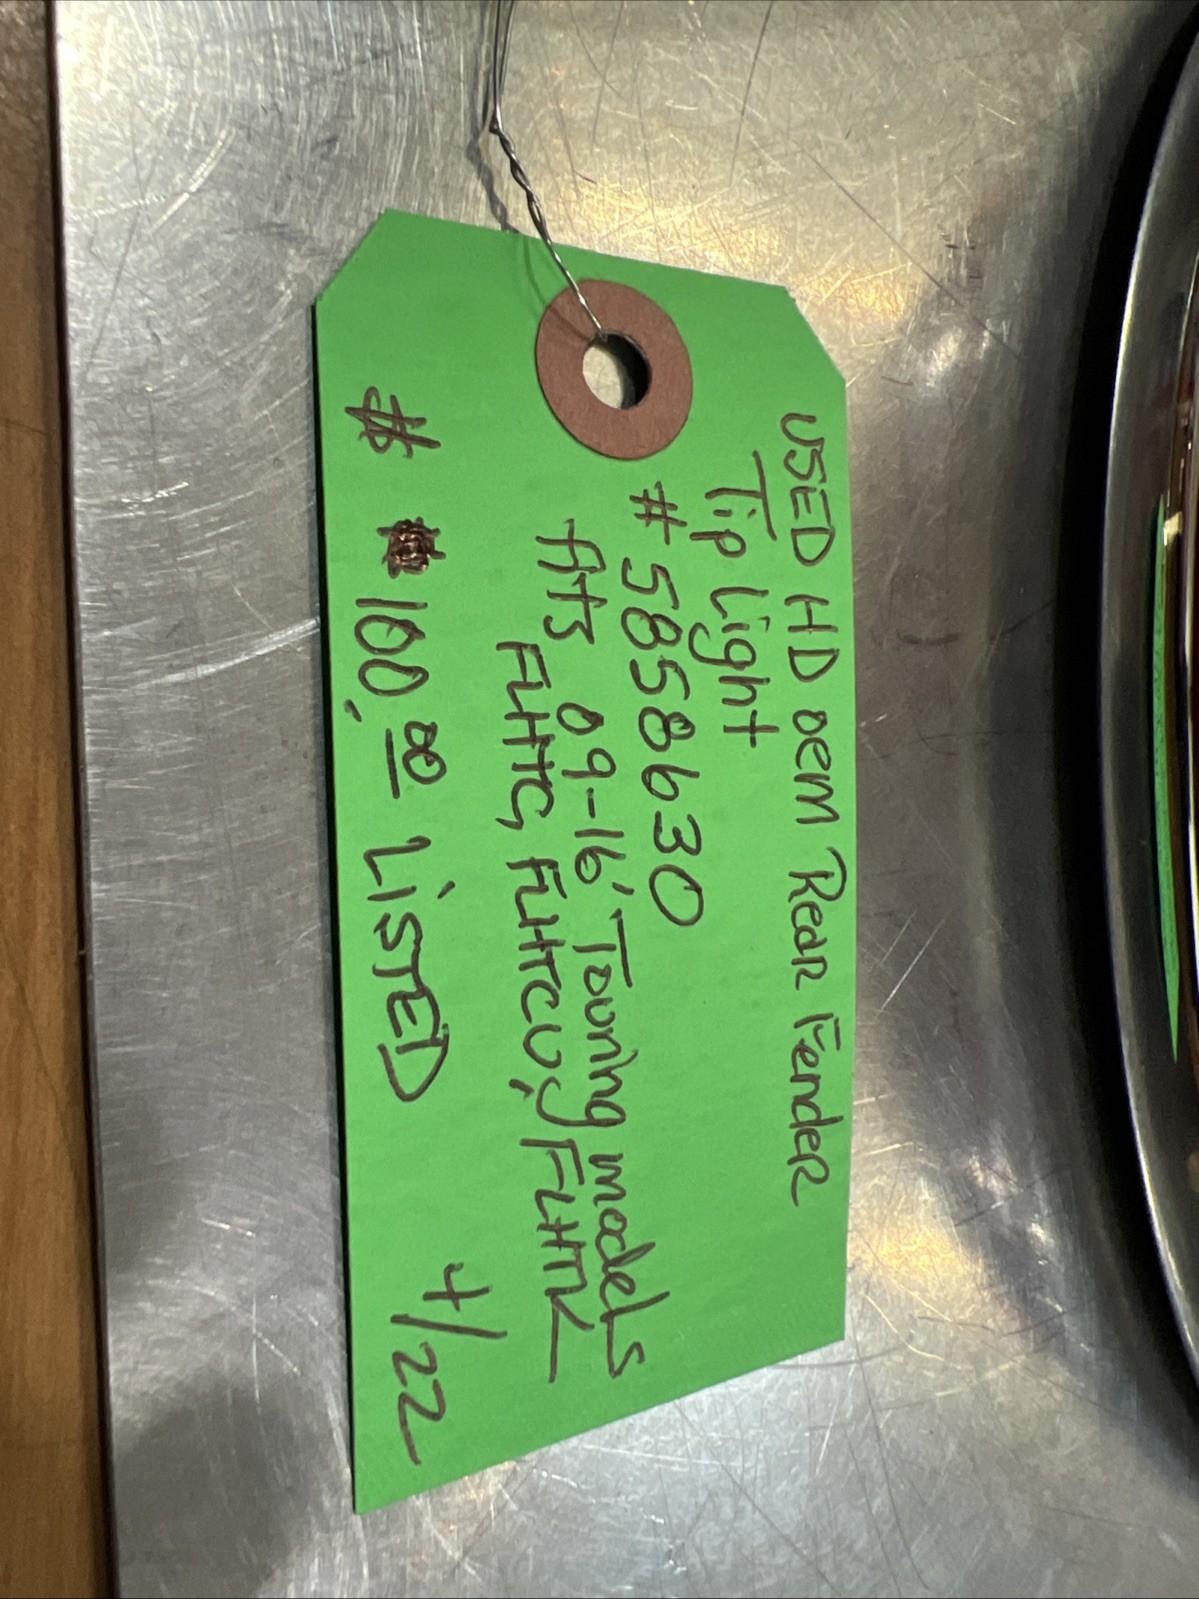 USED HD oem Rear Fender
Tip Light
# 5858630
fits 09-16' Touring models
FLHTC, FLHTCU, FLHTK
$ 100.00 LiSTED 4/22